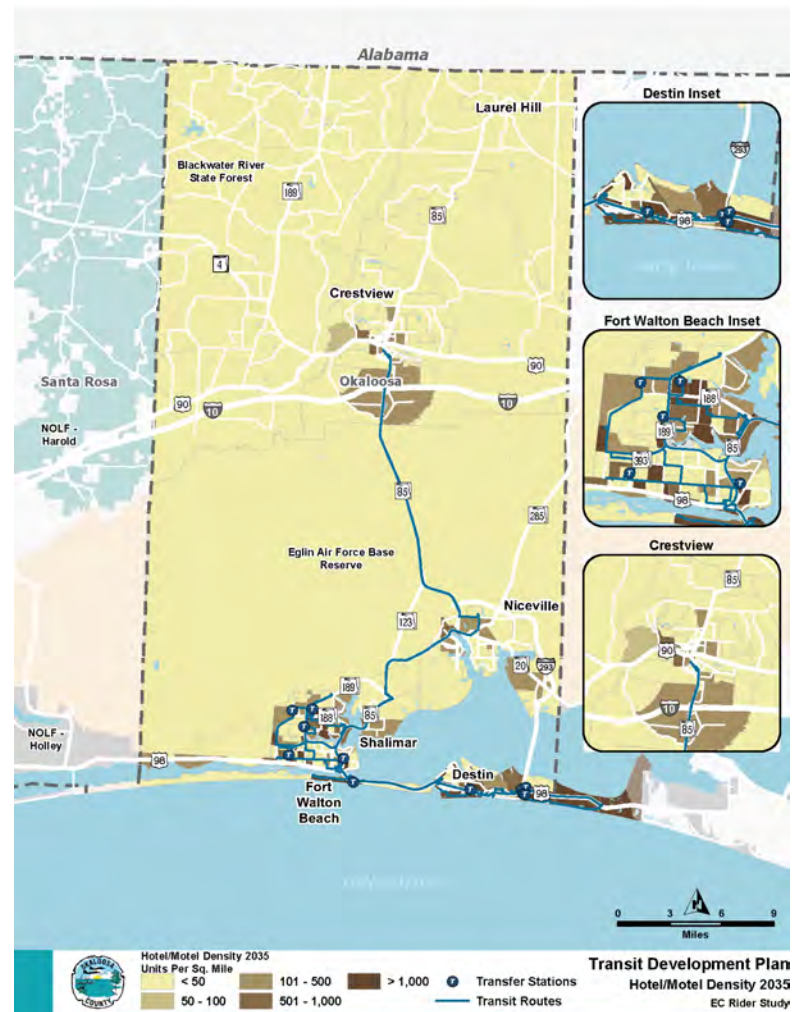 Alabama
Laurel Hill
Blackwater River
State Forest
189
85
4
Crestview
Santa Rosa
Okaloosa
90
90
10
10
NOLF -
Harold
85
285
Eglin Air Force Base
Reserve
Niceville
123
20
293
189
188
85
NOLF -
Holley
Shalimar
98
Destin
Fort
Walton
Beach
98
Destin Inset
293
98
Fort Walton Beach Inset
188
189
85
393
98
Crestview
85
90
10
85
N
0 3 6 9
Miles
OKALOOSA
COUNTY
Hotel/Motel Density 2035
Units Per Sq. Mile
< 50
50 - 100
101 - 500
501 - 1,000
> 1,000
Transfer Stations
Transit Routes
Transit Development Plan
Hotel/Motel Density 2035
EC Rider Study